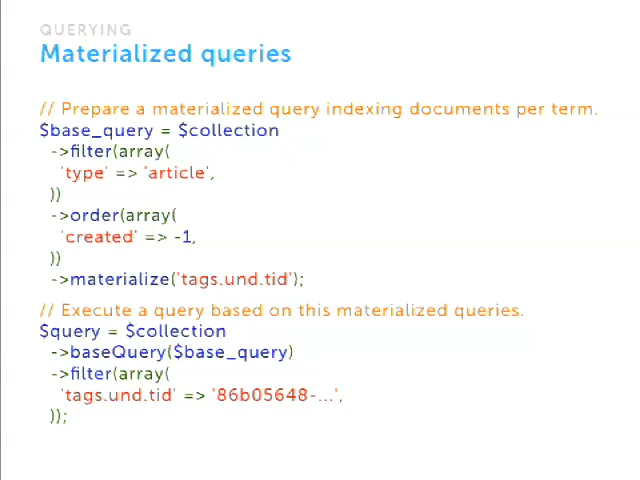 QUERYING
Materialized queries
// Prepare a materialized query indexing documents per term.
$base_query = $collection
->filter(array(
'type' => 'article',
))
->order(array(
'created' => -1,
))
->materialize('tags.und.tid');
// Execute a query based on this materialized queries.
$query = $collection
->baseQuery($base_query)
->filter(array(
'tags.und.tid' => '86b05648-...',
));